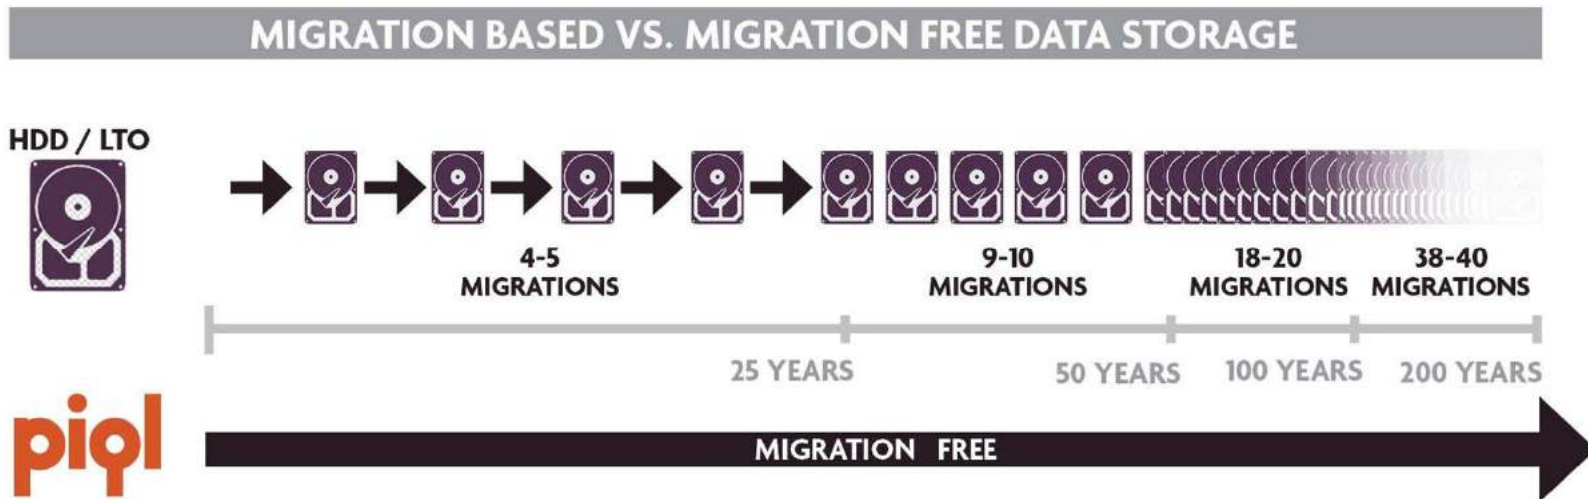 MIGRATION BASED VS. MIGRATION FREE DATA STORAGE
HDD / LTO
4-5
MIGRATIONS
9-10
MIGRATIONS
18-20
MIGRATIONS
38-40
MIGRATIONS
25 YEARS
50 YEARS
100 YEARS
200 YEARS
piql
MIGRATION FREE